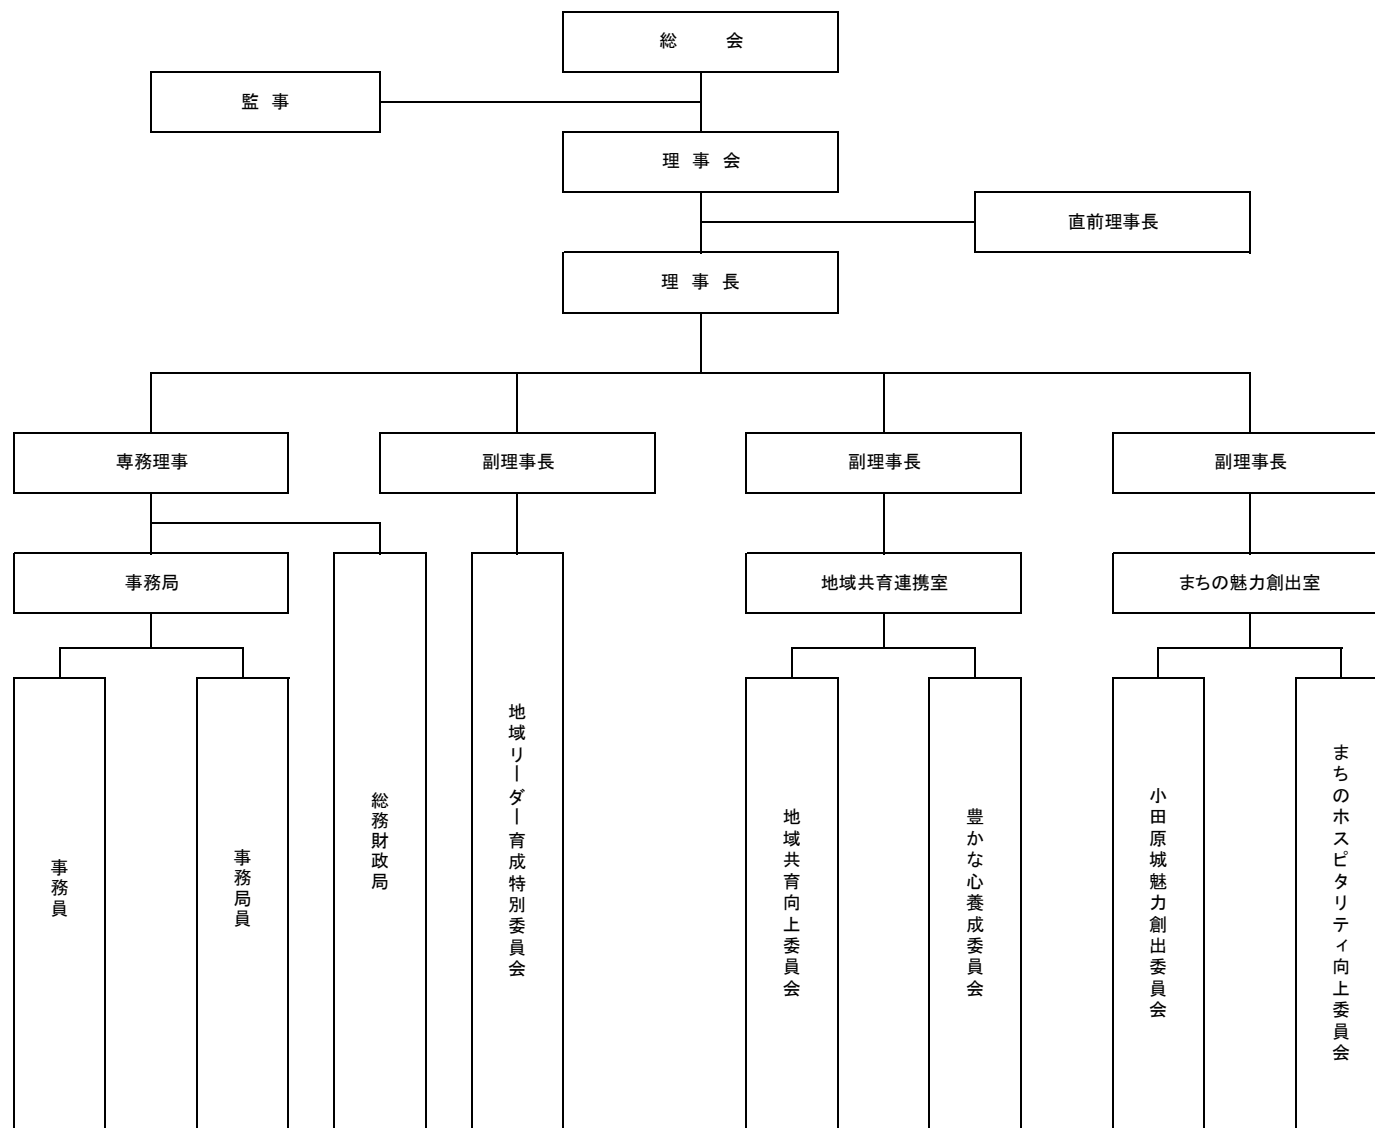 総　会
監 事
理 事 会
直前理事長
理 事 長
専務理事
副理事長
副理事長
副理事長
事務局
地域共育連携室
まちの魅力創出室
事務員
事務局員
総務財政局
地域リーダー育成特別委員会
地域共育向上委員会
豊かな心養成委員会
小田原城魅力創出委員会
まちのホスピタリティ向上委員会